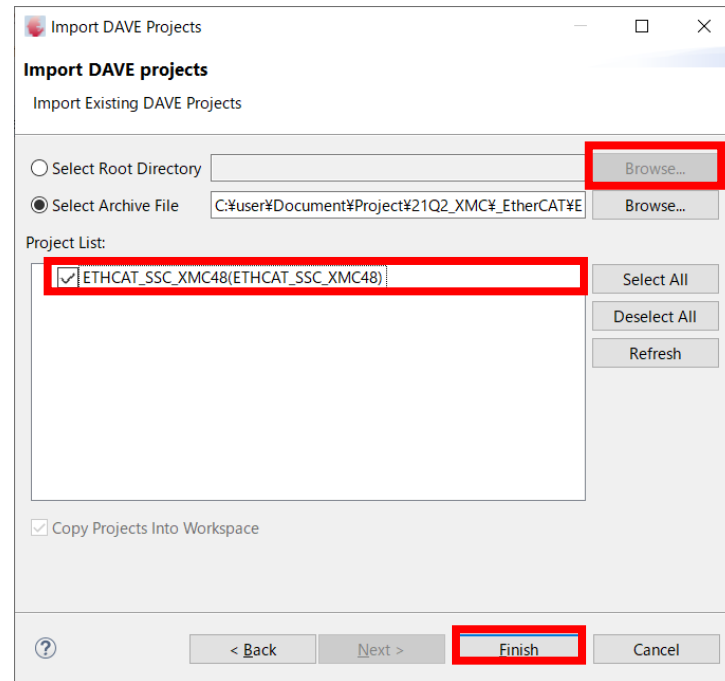 Import DAVE Projects
Import DAVE projects
Import Existing DAVE Projects
Select Root Directory Browse...
Select Archive File C:¥user¥Document¥Project¥21Q2_XMC¥_EtherCAT¥E Browse...
Project List:
ETHCAT_SSC_XMC48(ETHCAT_SSC_XMC48)
Select All
Deselect All
Refresh
Copy Projects Into Workspace
< Back Next > Finish Cancel